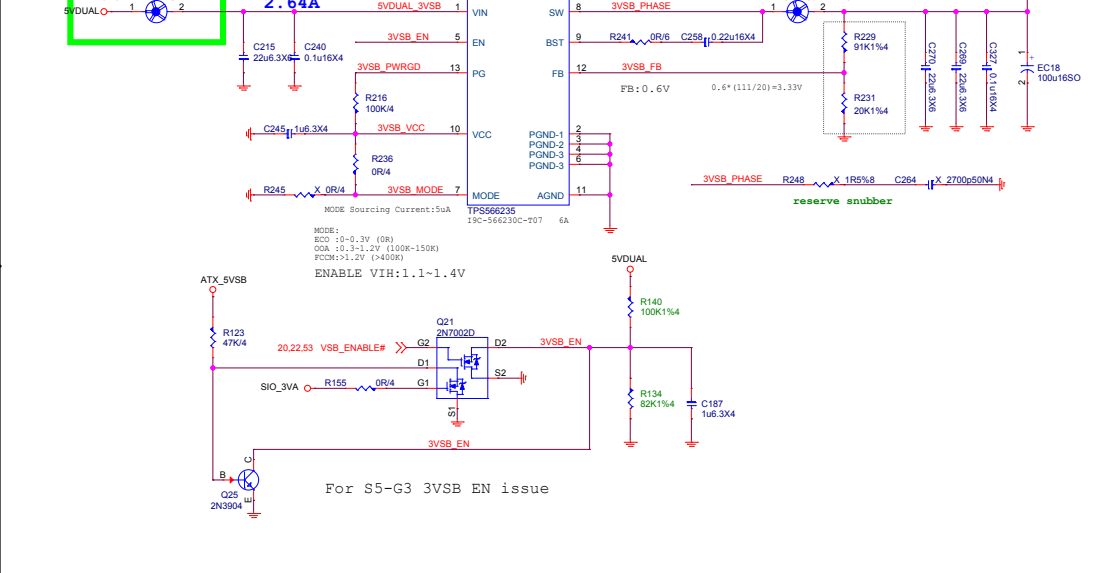 5VDUAL 1 2
2.64A
5VDUAL_3VSB 1 VIN
SW 8 3VSB_PHASE 1 2
C215
22u6.3X6
C240
0.1u16X4
3VSB_EN 5 EN
BST 9 R241 0R/6 C258 0.22u16X4
3VSB_PWRGD 13 PG
FB 12 3VSB_FB
FB:0.6V
0.6*(111/20)=3.33V
R229
91K1%4
R231
20K1%4
C270 22u6.3X6
C269 22u6.3X6
C327 0.1u16X4
1
+
EC18
100u16SO
2
R216
100K/4
C245 1u6.3X4 3VSB_VCC 10 VCC
R236
0R/4
PGND-1 2
PGND-2 3
PGND-3 4
PGND-3 6
R245 X_0R/4 3VSB_MODE 7 MODE
AGND 11
MODE Sourcing Current:5uA
TPS566235
I9C-566230C-T07 6A
3VSB_PHASE R248 X_1R5%8 C264 X_2700p50N4
reserve snubber
MODE:
ECO :0~0.3V (0R)
OOA :0.3~1.2V (100K~150K)
FCCM:>1.2V (>400K)
ENABLE VIH:1.1~1.4V
ATX_5VSB
R123
47K/4
5VDUAL
R140
100K1%4
Q21
2N7002D
20,22,53 VSB_ENABLE# G2
D2 3VSB_EN
D1
S2
SIO_3VA R155 0R/4 G1
S1
R134
82K1%4
C187
1u6.3X4
3VSB_EN
C
B
E
Q25
2N3904
For S5-G3 3VSB EN issue